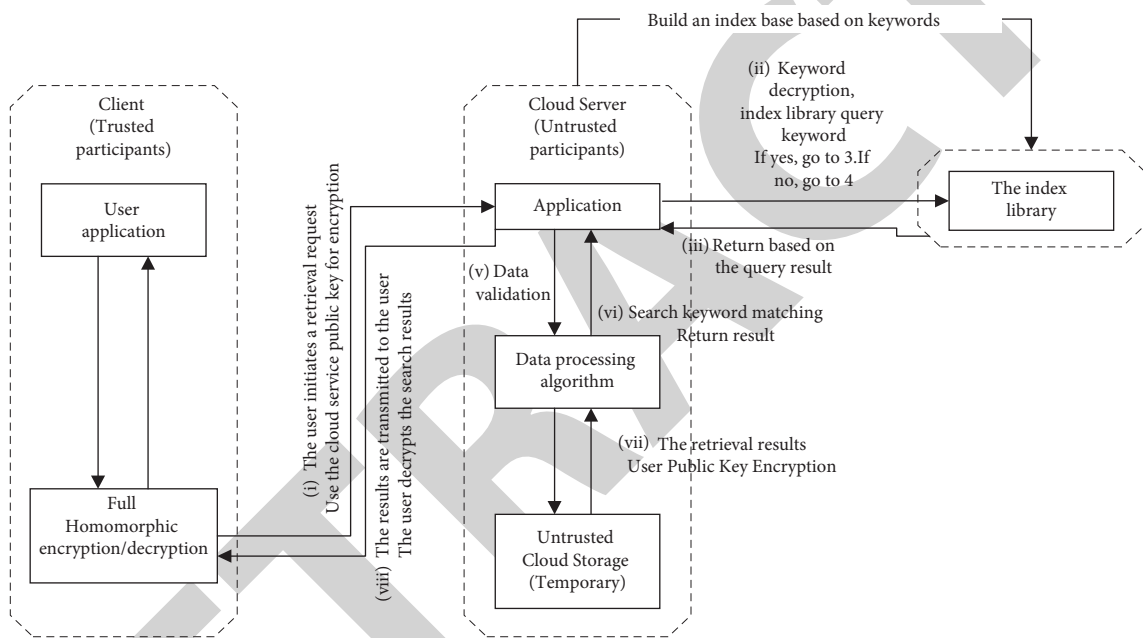 Build an index base based on keywords
Client
(Trusted
participants)
User
application
Full
Homomorphic
encryption/decryption
(i) The user initiates a retrieval request
Use the cloud service public key for encryption
(viii) The results are transmitted to the user
The user decrypts the search results
Cloud Server
(Untrusted
participants)
Application
(v) Data
validation
(vi) Search keyword matching
Return result
Data processing
algorithm
(vii) The retrieval results
User Public Key Encryption
Untrusted
Cloud Storage
(Temporary)
(ii) Keyword
decryption,
index library query
keyword
If yes, go to 3.If
no, go to 4
The index
library
(iii) Return based on
the query result
TRAC